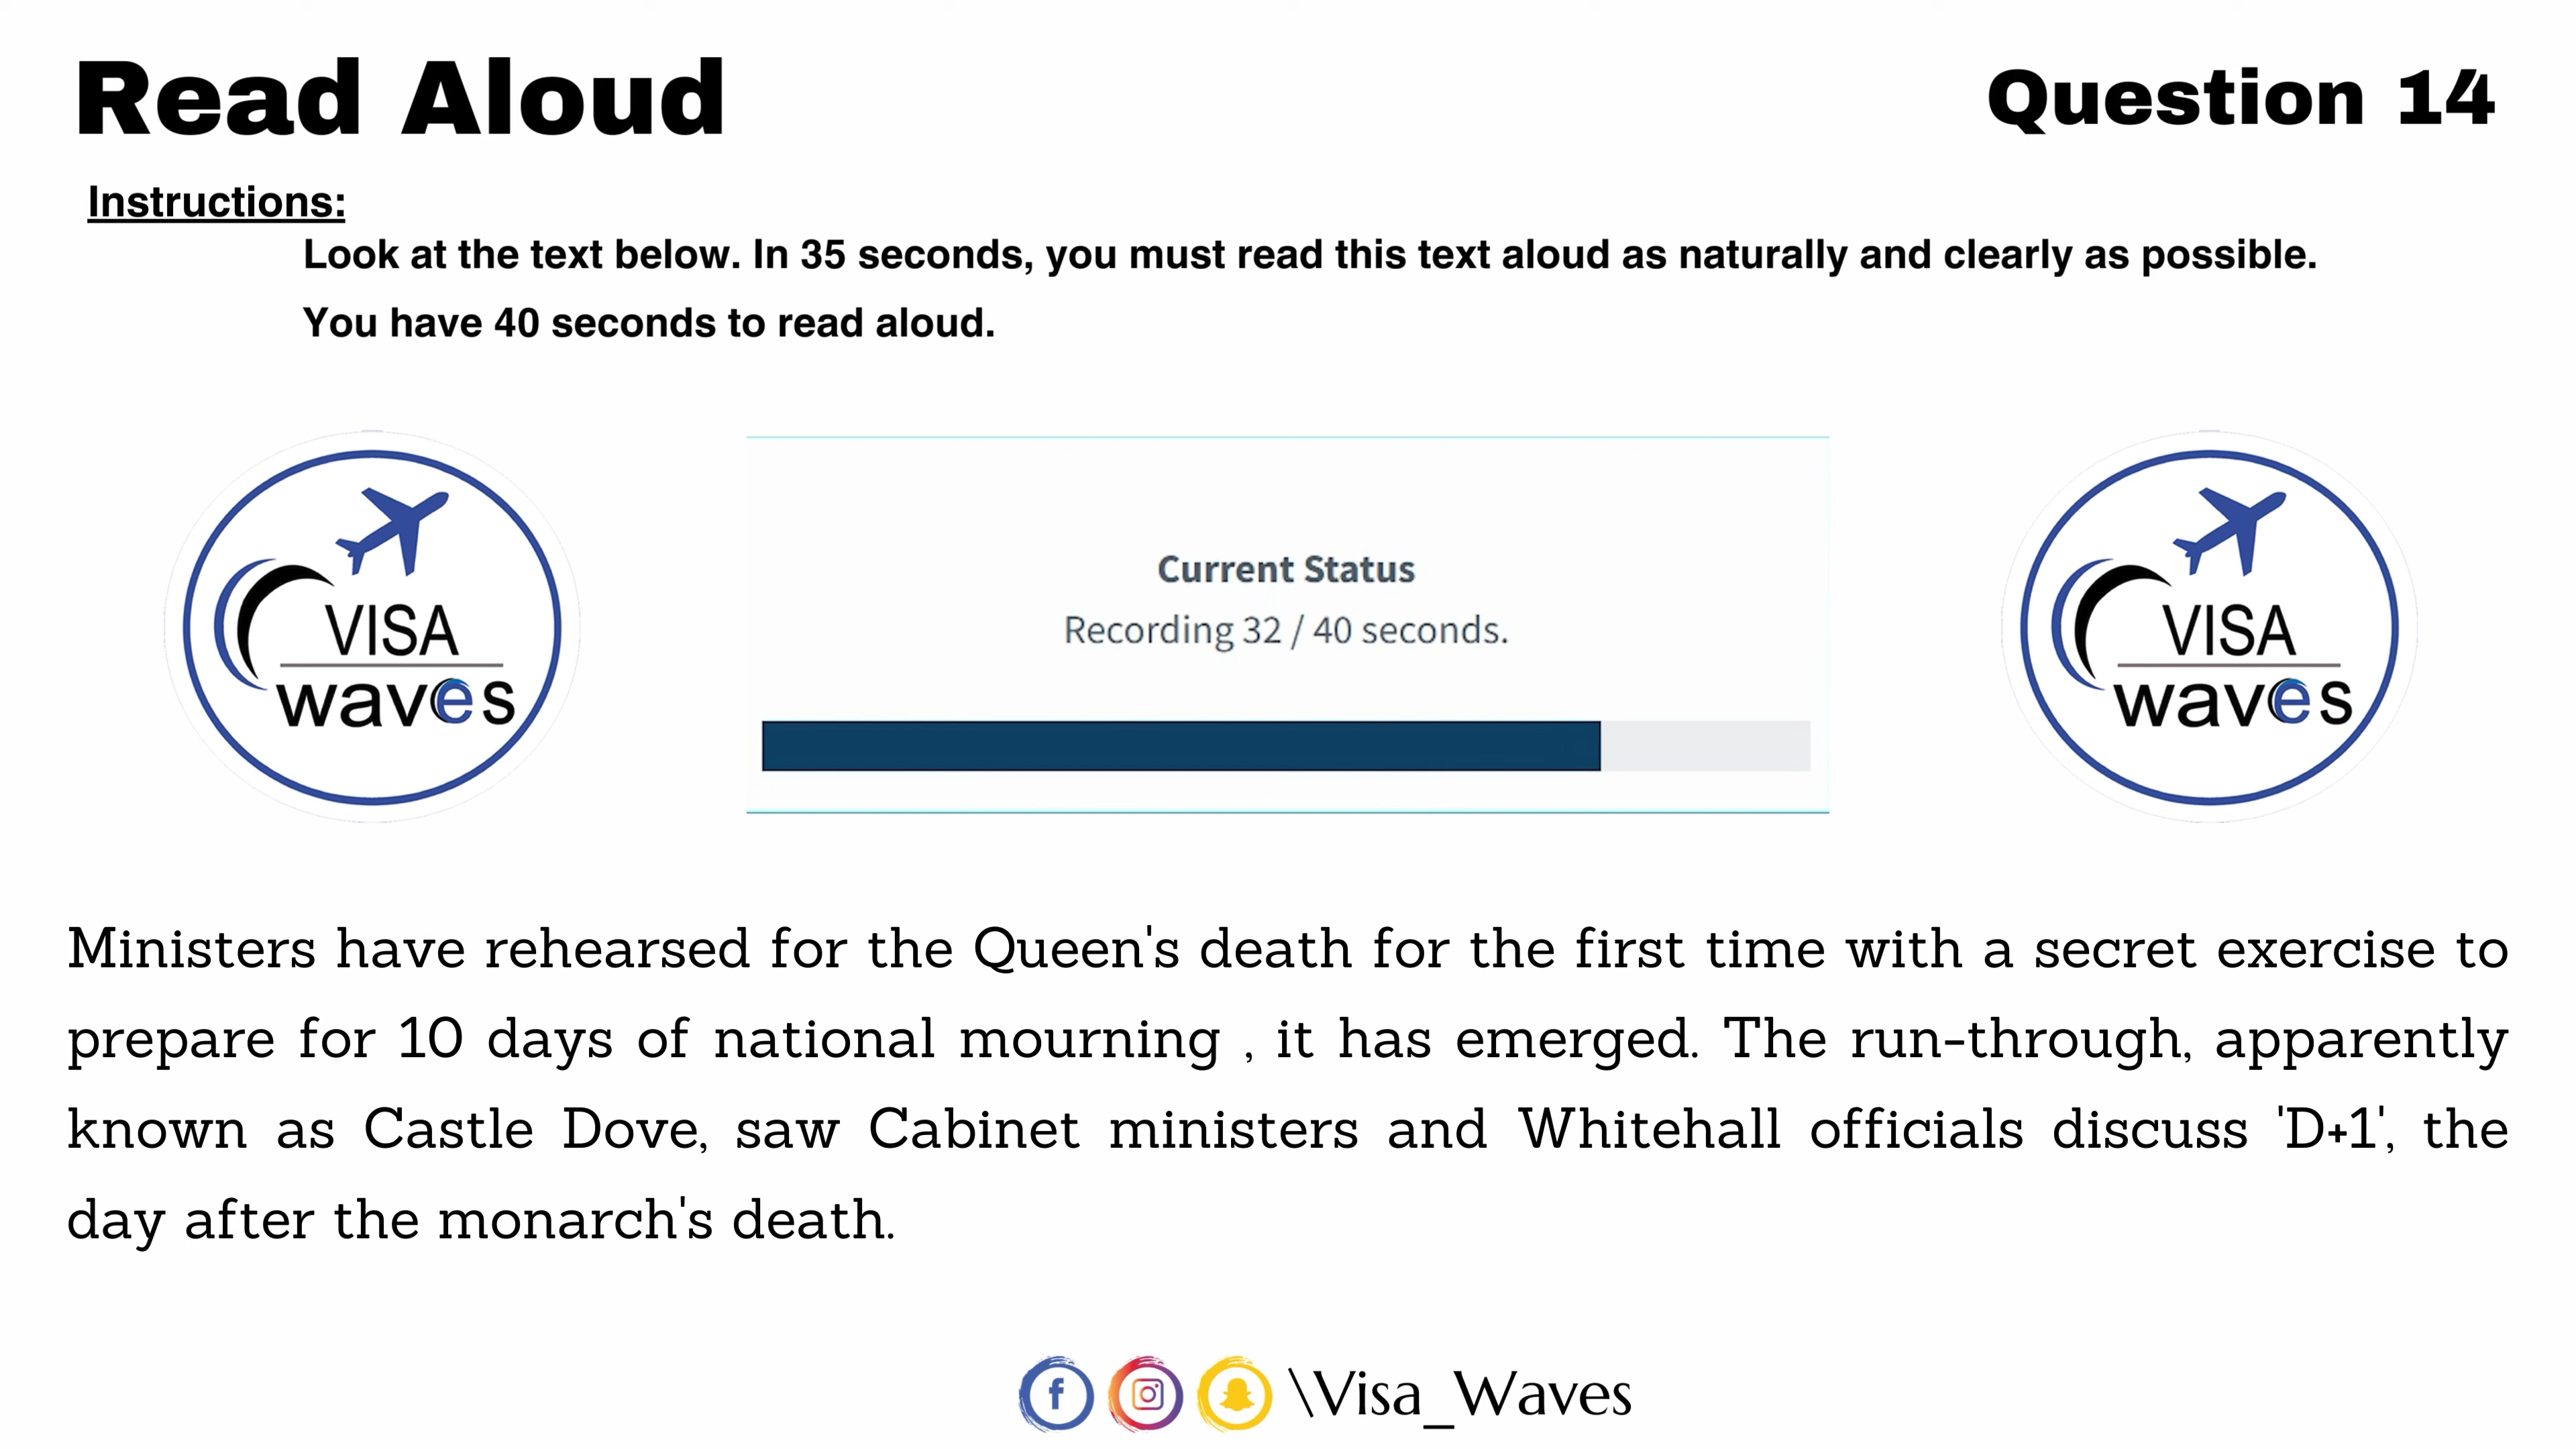 Read Aloud
Question 14
Instructions:
Look at the text below. In 35 seconds, you must read this text aloud as naturally and clearly as possible.
You have 40 seconds to read aloud.
VISA
waves
Current Status
Recording 32 / 40 seconds.
VISA
waves
Ministers have rehearsed for the Queen's death for the first time with a secret exercise to
prepare for 10 days of national mourning , it has emerged. The run-through, apparently
known as Castle Dove, saw Cabinet ministers and Whitehall officials discuss 'D+1', the
day after the monarch's death.
\Visa_Waves